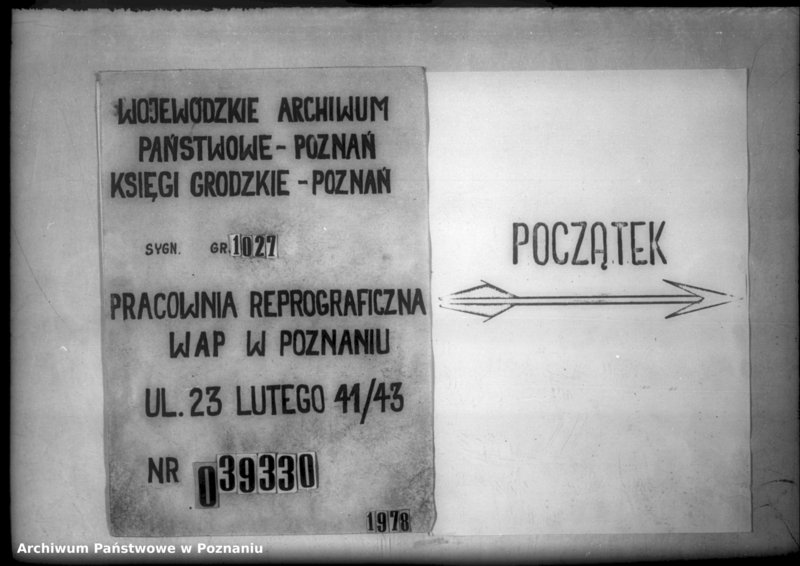 WOJEWÓDZKIE ARCHIWUM
PAŃSTWOWE - POZNAŃ
KSIĘGI GRODZKIE - POZNAŃ
SYGN. GR. 1027
PRACOWNIA REPROGRAFICZNA
WAP W POZNANIU
UL. 23 LUTEGO 41/43
NR 039330
1978
POCZĄTEK
Archiwum Państwowe w Poznaniu